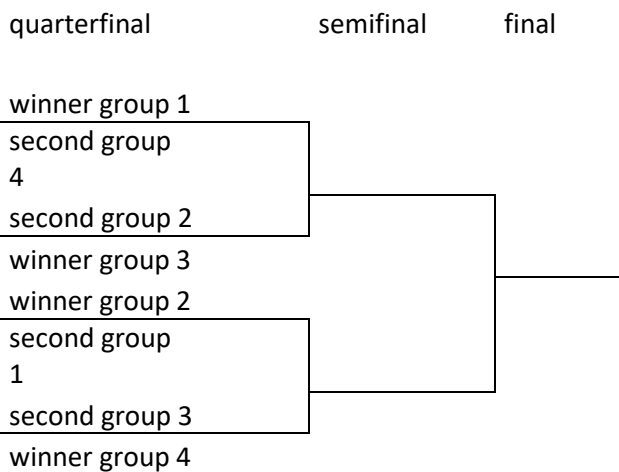 quarterfinal semifinal final
winner group 1
second group
4
second group 2
winner group 3
winner group 2
second group
1
second group 3
winner group 4